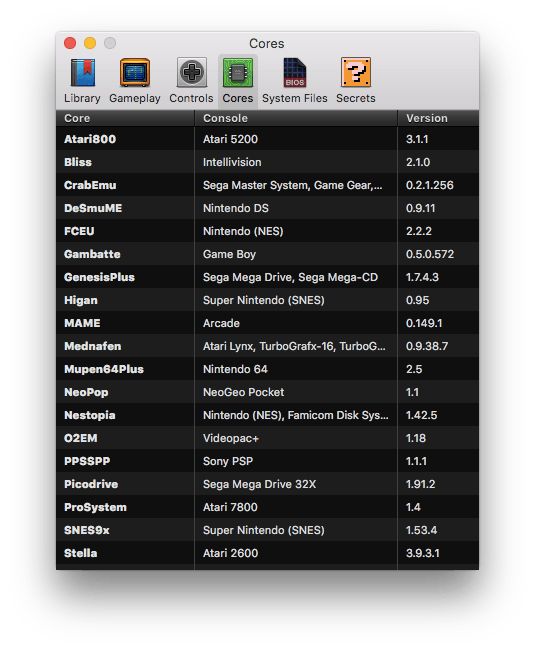 Cores
Library Gameplay Controls Cores System Files Secrets
BIOS
?
Core Console Version
Atari800 Atari 5200 3.1.1
Bliss Intellivision 2.1.0
CrabEmu Sega Master System, Game Gear,... 0.2.1.256
DeSmuME Nintendo DS 0.9.11
FCEU Nintendo (NES) 2.2.2
Gambatte Game Boy 0.5.0.572
GenesisPlus Sega Mega Drive, Sega Mega-CD 1.7.4.3
Higan Super Nintendo (SNES) 0.95
MAME Arcade 0.149.1
Mednafen Atari Lynx, TurboGrafx-16, TurboG... 0.9.38.7
Mupen64Plus Nintendo 64 2.5
NeoPop NeoGeo Pocket 1.1
Nestopia Nintendo (NES), Famicom Disk Sys... 1.42.5
O2EM Videopac+ 1.18
PPSSPP Sony PSP 1.1.1
Picodrive Sega Mega Drive 32X 1.91.2
ProSystem Atari 7800 1.4
SNES9x Super Nintendo (SNES) 1.53.4
Stella Atari 2600 3.9.3.1